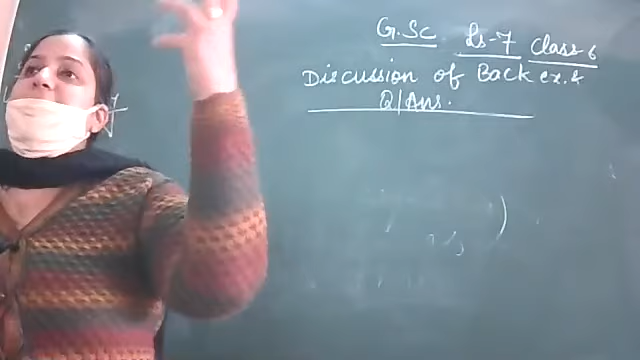 G.Sc Ls-7 Class-6
Discussion of Back ex. &
Q/Ans.